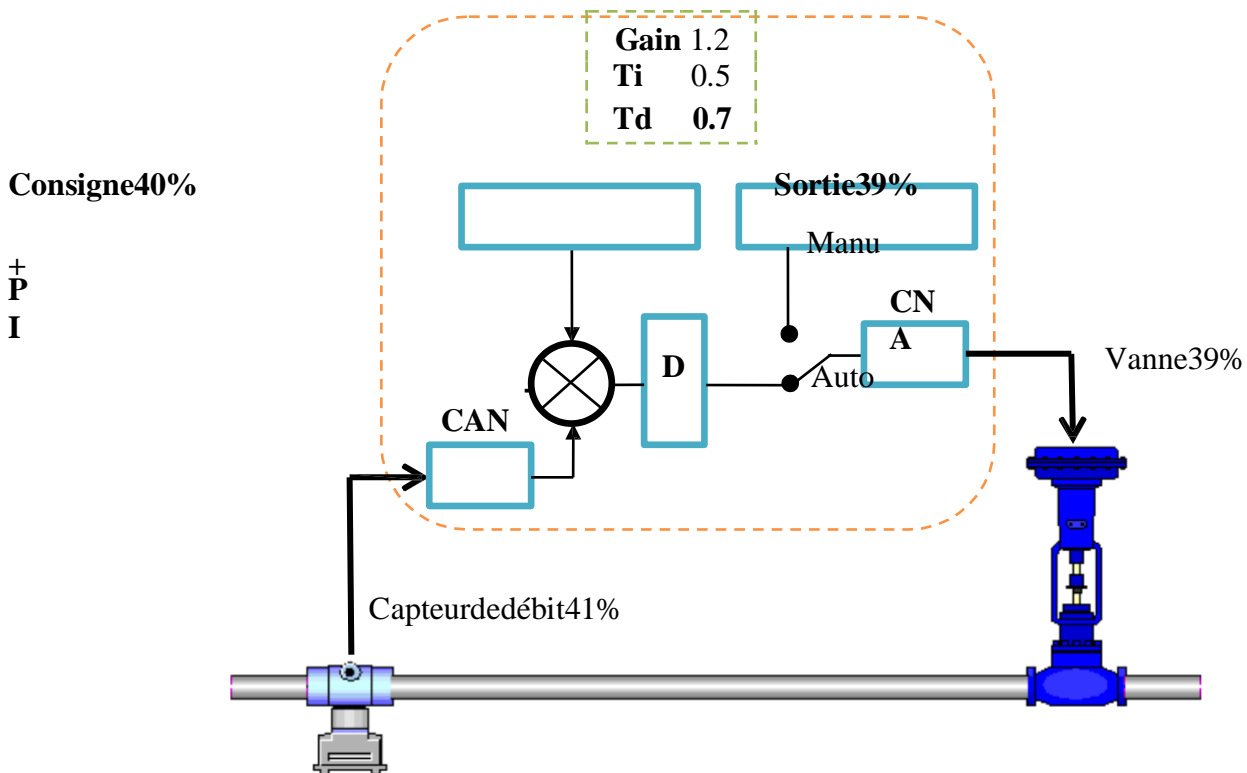 Gain 1.2
Ti 0.5
Td 0.7
Consigne40%
Sortie39%
Manu
+
P
I
CN
A
D
Auto
Vanne39%
CAN
-
Capteurdedébit41%